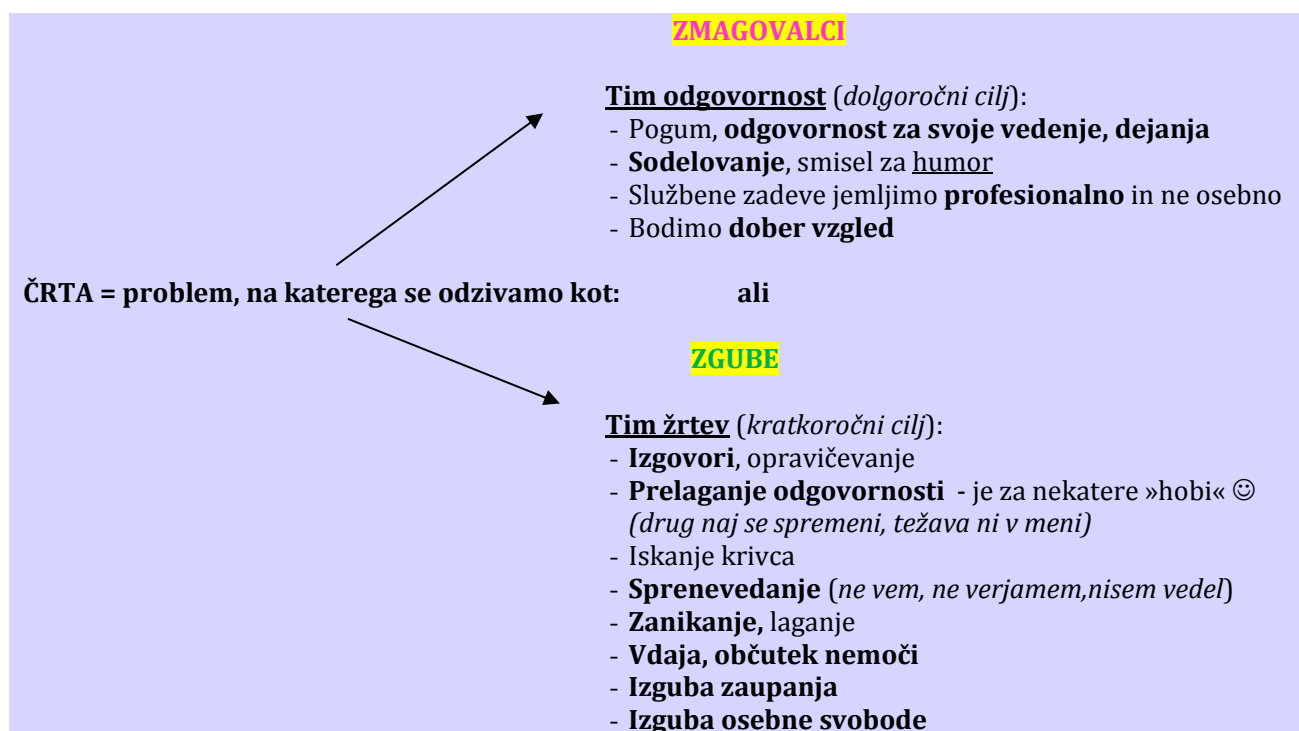 ZMAGOVALCI
Tim odgovornost (dolgoročni cilj):
- Pogum, odgovornost za svoje vedenje, dejanja
- Sodelovanje, smisel za humor
- Službene zadeve jemljimo profesionalno in ne osebno
- Bodimo dober vzgled
ČRTA = problem, na katerega se odzivamo kot: ali
ZGUBE
Tim žrtev (kratkoročni cilj):
- Izgovori, opravičevanje
- Prelaganje odgovornosti - je za nekatere »hobi« ☺
(drug naj se spremeni, težava ni v meni)
- Iskanje krivca
- Sprenevedanje (ne vem, ne verjamem,nisem vedel)
- Zanikanje, laganje
- Vdaja, občutek nemoči
- Izguba zaupanja
- Izguba osebne svobode